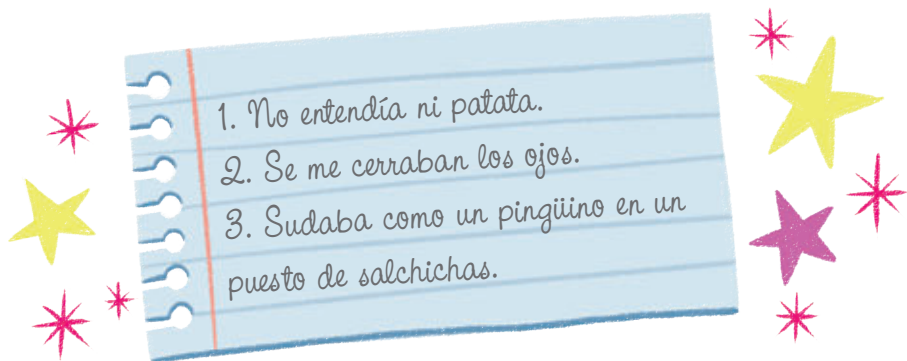 1. No entendía ni patata.
2. Se me cerraban los ojos.
3. Sudaba como un pingüino en un
puesto de salchichas.